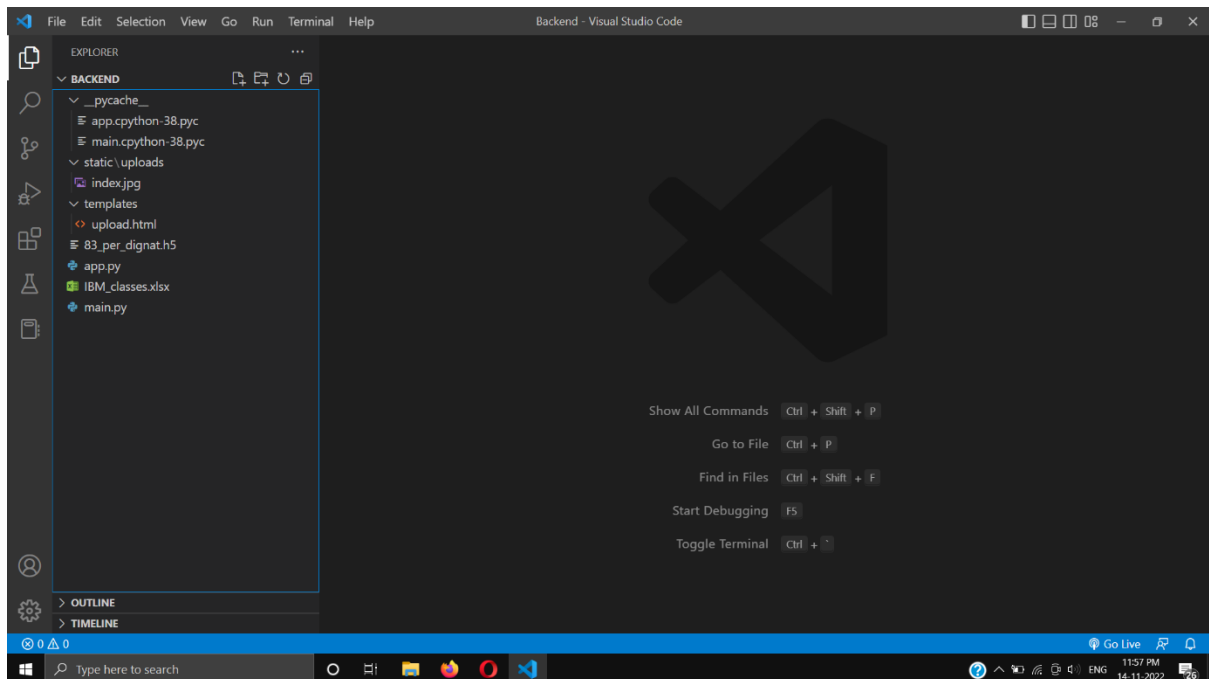 File Edit Selection View Go Run Terminal Help Backend - Visual Studio Code
EXPLORER
BACKEND
__pycache__
app.cpython-38.pyc
main.cpython-38.pyc
static\uploads
index.jpg
templates
upload.html
83_per_dignat.h5
app.py
IBM_classes.xlsx
main.py
Show All Commands Ctrl + Shift + P
Go to File Ctrl + P
Find in Files Ctrl + Shift + F
Start Debugging F5
Toggle Terminal Ctrl + `
OUTLINE
TIMELINE
0 0 Go Live
Type here to search ENG 11:57 PM
14-11-2022 26